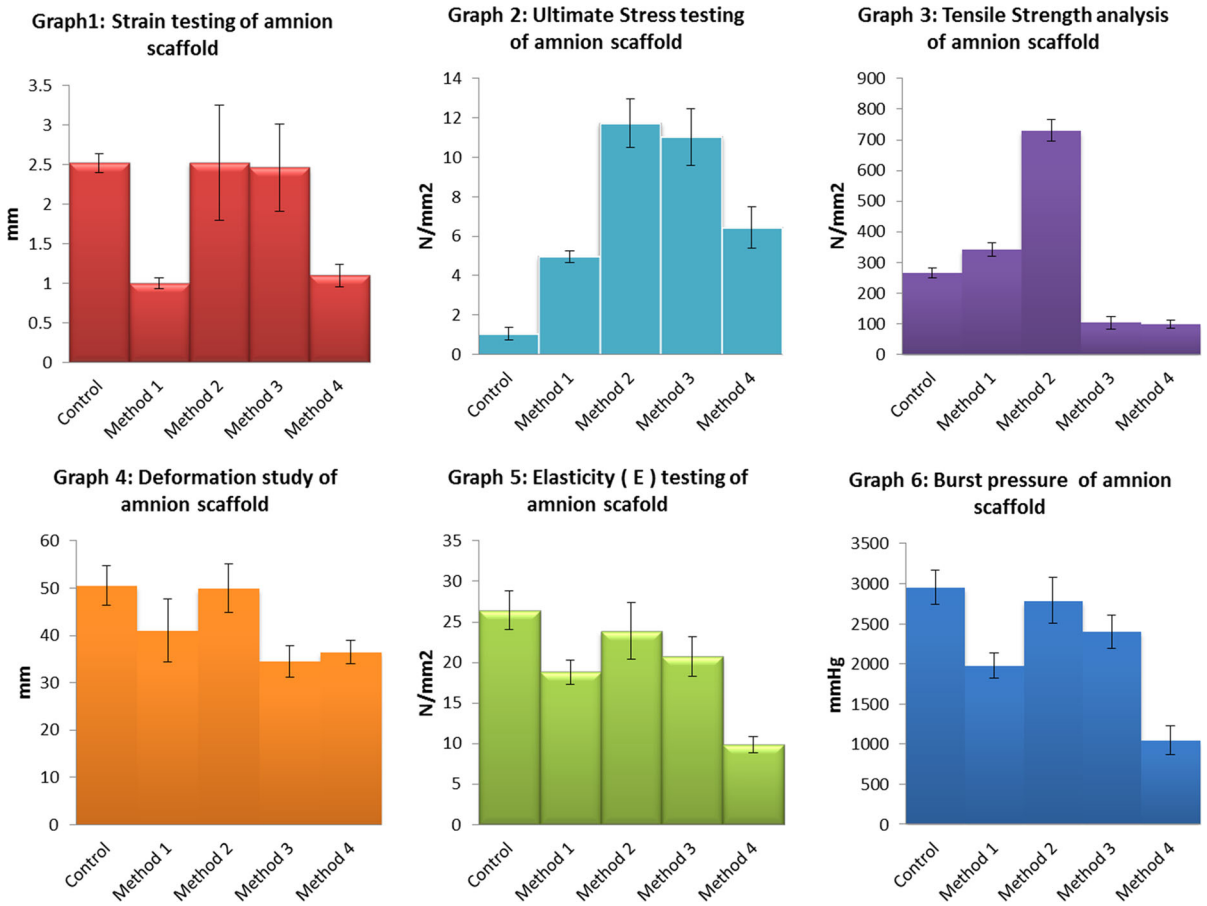 Graph1: Strain testing of amnion
scaffold
3.5
3
2.5
2
1.5
1
0.5
0
mm
Control
Method 1
Method 2
Method 3
Method 4
Graph 2: Ultimate Stress testing
of amnion scaffold
14
12
10
8
6
4
2
0
N/mm2
Control
Method 1
Method 2
Method 3
Method 4
Graph 3: Tensile Strength analysis
of amnion scaffold
900
800
700
600
500
400
300
200
100
0
N/mm2
Control
Method 1
Method 2
Method 3
Method 4
Graph 4: Deformation study of
amnion scaffold
60
50
40
30
20
10
0
mm
Control
Method 1
Method 2
Method 3
Method 4
Graph 5: Elasticity ( E ) testing of
amnion scafold
35
30
25
20
15
10
5
0
N/mm2
Control
Method 1
Method 2
Method 3
Method 4
Graph 6: Burst pressure of amnion
scaffold
3500
3000
2500
2000
1500
1000
500
0
mmHg
Control
Method 1
Method 2
Method 3
Method 4